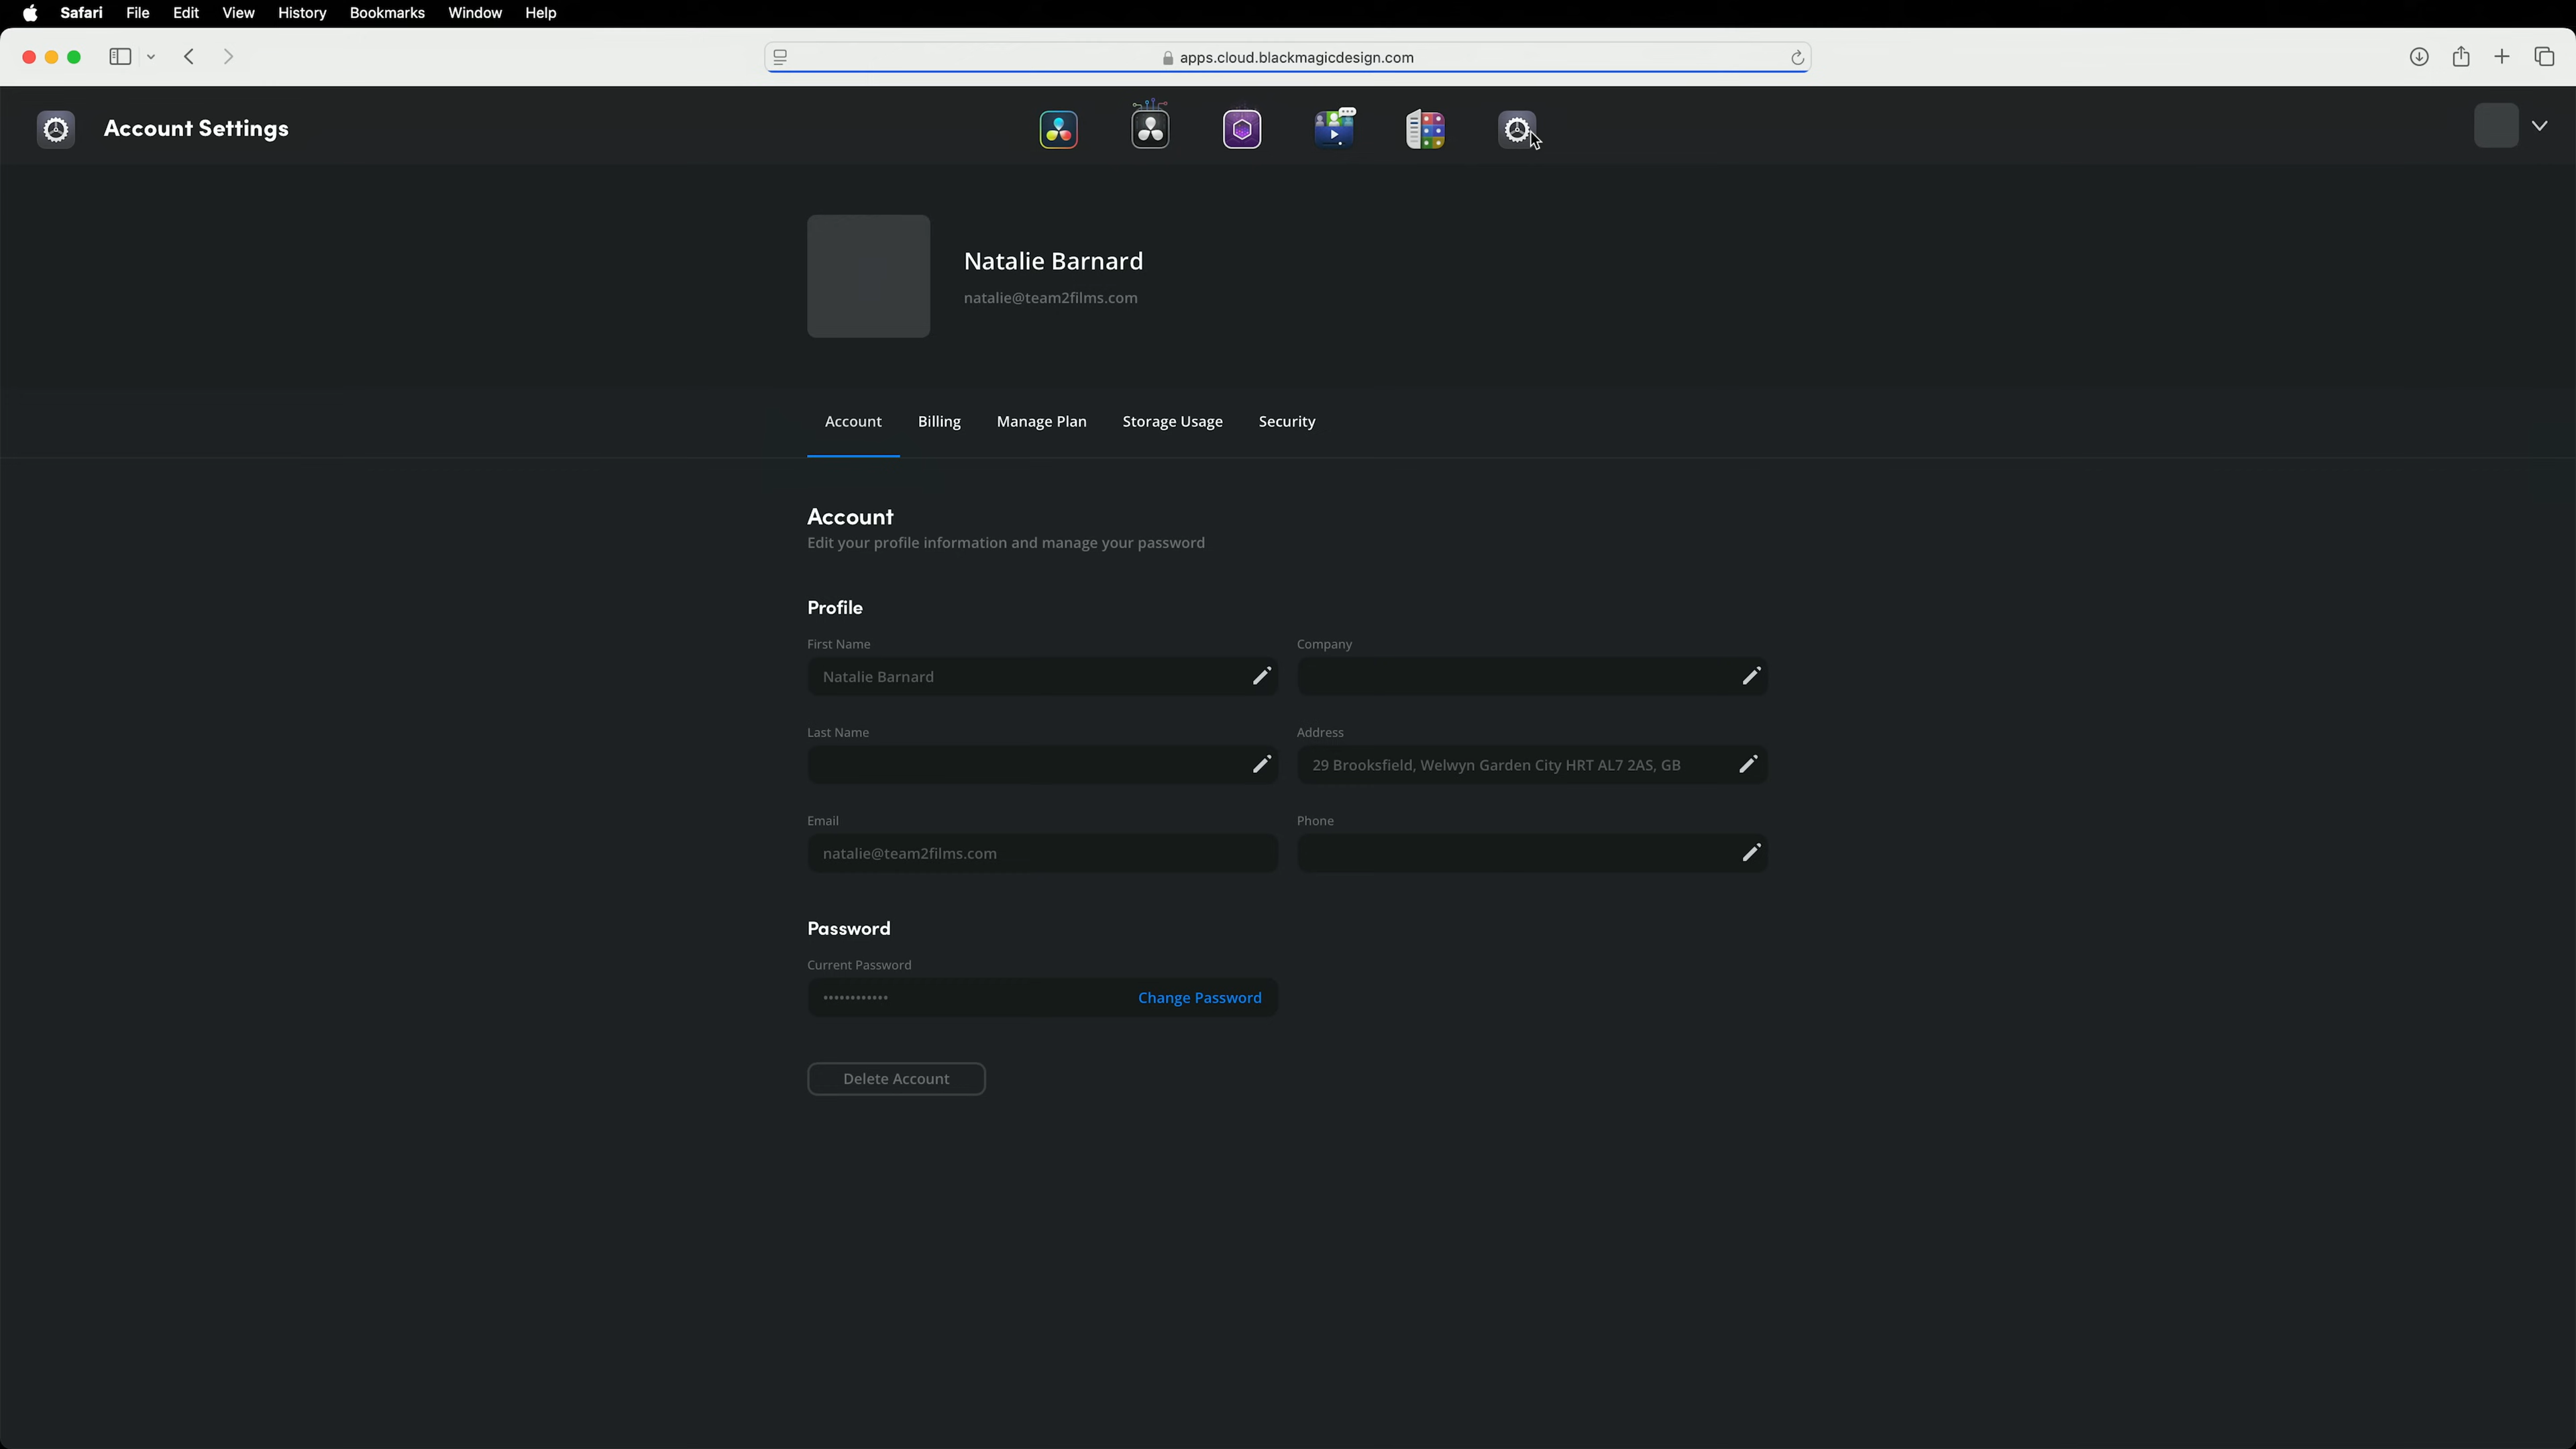 Safari File Edit View History Bookmarks Window Help
apps.cloud.blackmagicdesign.com
Account Settings
Natalie Barnard
natalie@team2films.com
Account Billing Manage Plan Storage Usage Security
Account
Edit your profile information and manage your password
Profile
First Name Company
Natalie Barnard
Last Name Address
29 Brooksfield, Welwyn Garden City HRT AL7 2AS, GB
Email Phone
natalie@team2films.com
Password
Current Password
•••••••••••• Change Password
Delete Account